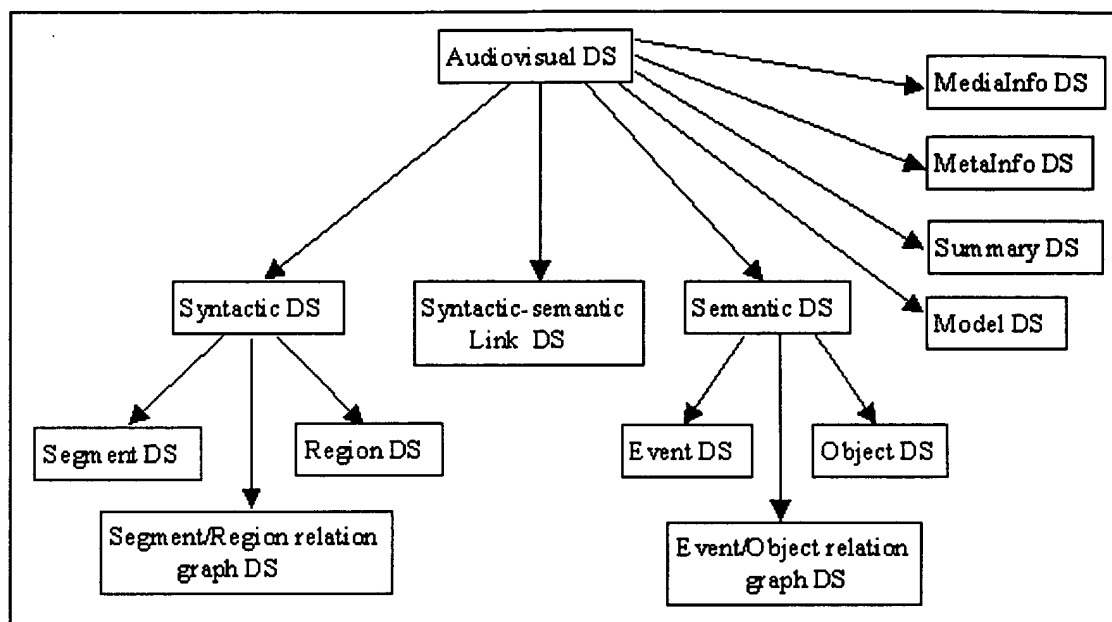 Audiovisual DS
MediaInfo DS
MetaInfo DS
Summary DS
Model DS
Syntactic DS
Syntactic-semantic
Link DS
Semantic DS
Segment DS
Region DS
Event DS
Object DS
Segment/Region relation
graph DS
Event/Object relation
graph DS